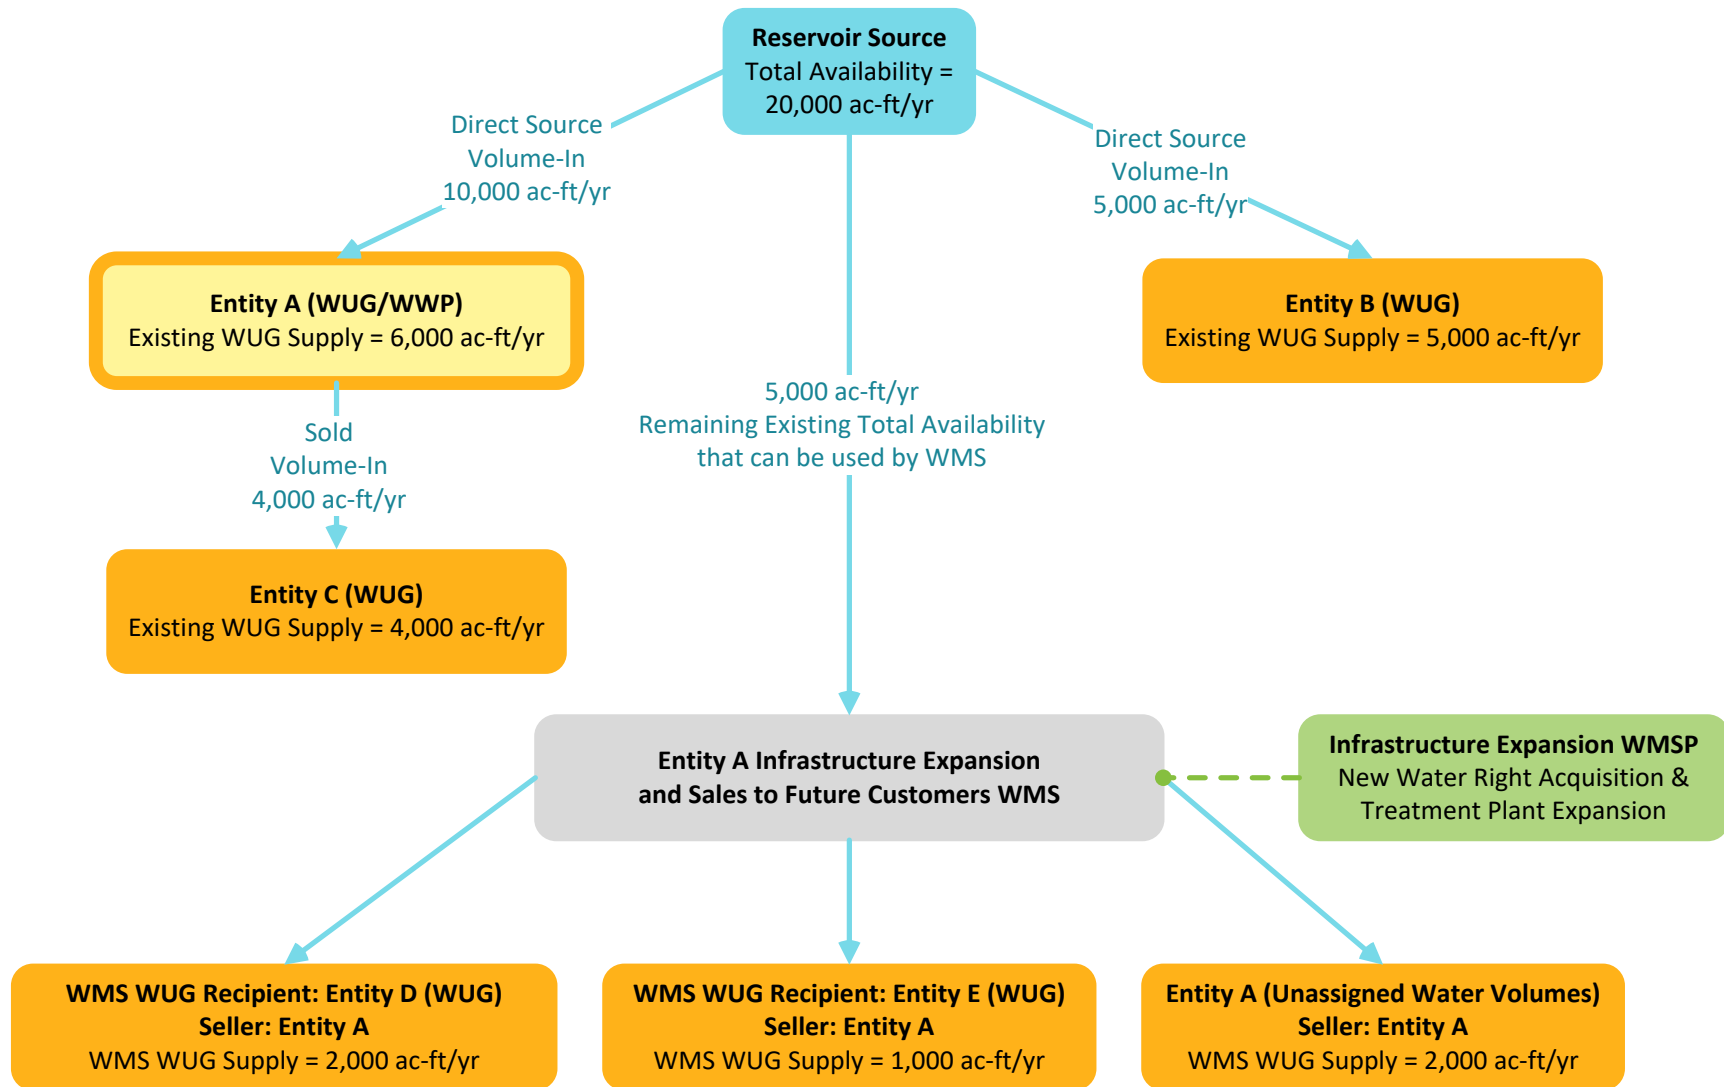 Reservoir Source
Total Availability =
20,000 ac-ft/yr
Direct Source
Volume-In
10,000 ac-ft/yr
Direct Source
Volume-In
5,000 ac-ft/yr
Entity A (WUG/WWP)
Existing WUG Supply = 6,000 ac-ft/yr
Entity B (WUG)
Existing WUG Supply = 5,000 ac-ft/yr
5,000 ac-ft/yr
Remaining Existing Total Availability
that can be used by WMS
Sold
Volume-In
4,000 ac-ft/yr
Entity C (WUG)
Existing WUG Supply = 4,000 ac-ft/yr
Entity A Infrastructure Expansion
and Sales to Future Customers WMS
Infrastructure Expansion WMSP
New Water Right Acquisition &
Treatment Plant Expansion
WMS WUG Recipient: Entity D (WUG)
Seller: Entity A
WMS WUG Supply = 2,000 ac-ft/yr
WMS WUG Recipient: Entity E (WUG)
Seller: Entity A
WMS WUG Supply = 1,000 ac-ft/yr
Entity A (Unassigned Water Volumes)
Seller: Entity A
WMS WUG Supply = 2,000 ac-ft/yr